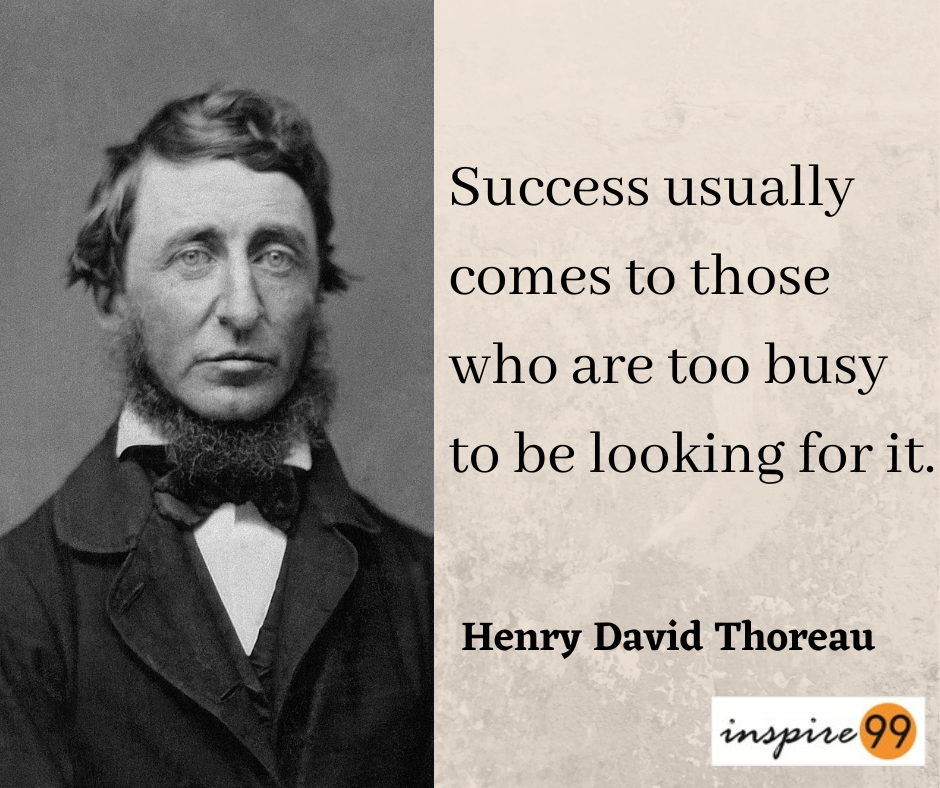 Success usually
comes to those
who are too busy
to be looking for it.
Henry David Thoreau
inspire99